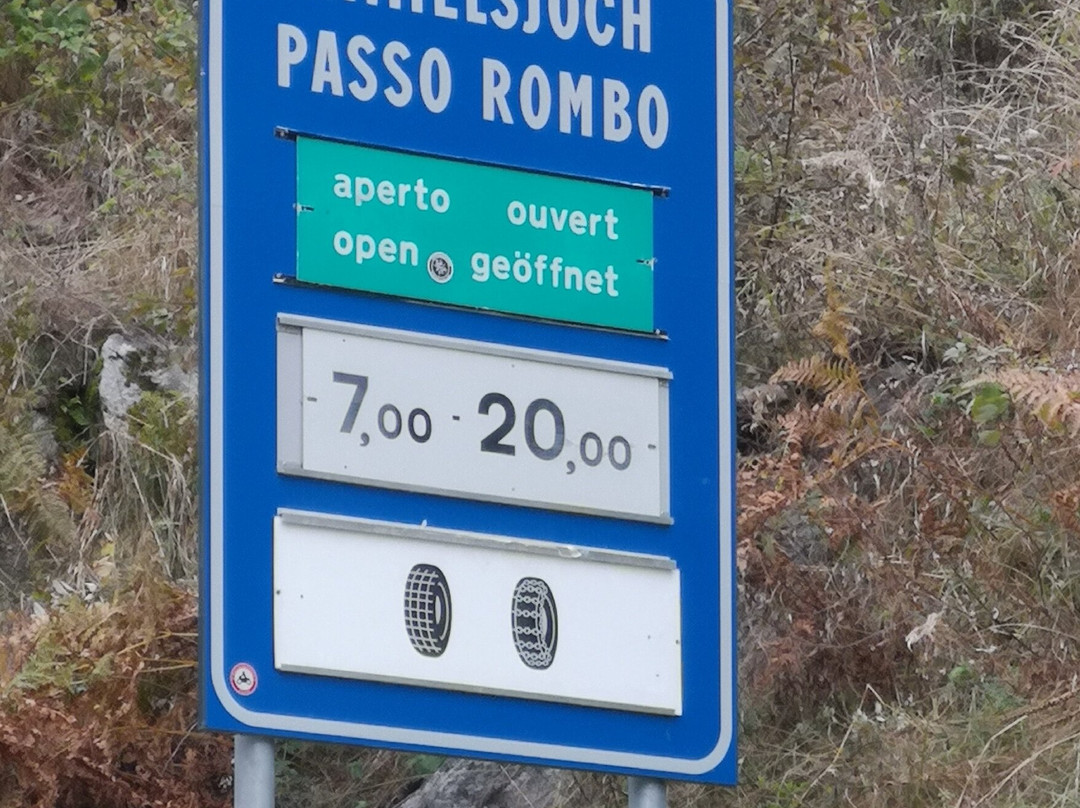 PASSO ROMBO
aperto ouvert
open geöffnet
7,00 - 20,00